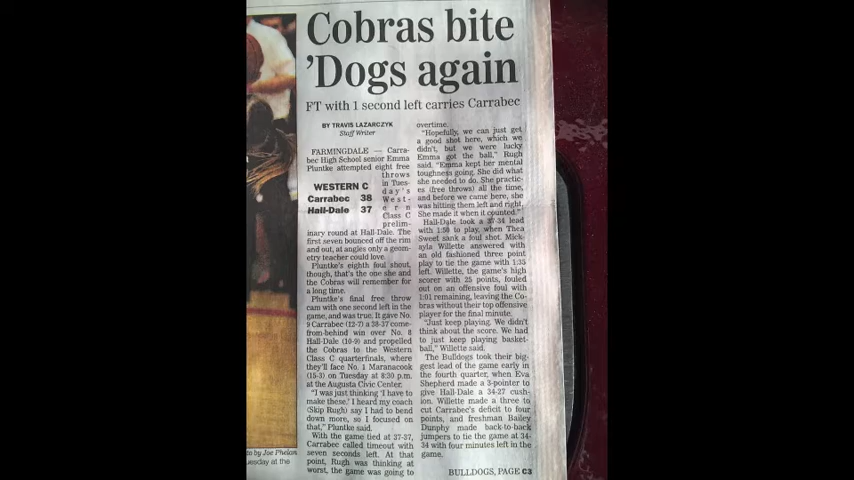 Cobras bite
'Dogs again
FT with 1 second left carries Carrabec
BY TRAVIS LAZARCZYK
Staff Writer
FARMINGDALE — Carra-
bec High School senior Emma
Pluntke attempted eight free
throws
in Tues-
day's
West-
ern
Class C
prelim-
WESTERN C
Carrabec 38
Hall-Dale 37
inary round at Hall-Dale. The
first seven bounced off the rim
and out, at angles only a geom-
etry teacher could love.
Pluntke's eighth foul shout,
though, that's the one she and
the Cobras will remember for
a long time.
Pluntke's final free throw
cam with one second left in the
game, and was true. It gave No.
9 Carrabec (12-7) a 38-37 come-
from-behind win over No. 8
Hall-Dale (10-9) and propelled
the Cobras to the Western
Class C quarterfinals, where
they'll face No. 1 Maranacook
(15-3) on Tuesday at 8:30 p.m.
at the Augusta Civic Center.
"I was just thinking 'I have to
make these.' I heard my coach
(Skip Rugh) say I had to bend
down more, so I focused on
that," Pluntke said.
With the game tied at 37-37,
Carrabec called timeout with
seven seconds left. At that
point, Rugh was thinking at
worst, the game was going to
overtime.
"Hopefully, we can just get
a good shot here, which we
didn't, but we were lucky
Emma got the ball," Rugh
said. "Emma kept her mental
toughness going. She did what
she needed to do. She practic-
es (free throws) all the time,
and before we came here, she
was hitting them left and right.
She made it when it counted."
Hall-Dale took a 37-34 lead
with 1:50 to play, when Thea
Sweet sank a foul shot. Mick-
ayla Willette answered with
an old fashioned three point
play to tie the game with 1:35
left. Willette, the game's high
scorer with 25 points, fouled
out on an offensive foul with
1:01 remaining, leaving the Co-
bras without their top offensive
player for the final minute.
"Just keep playing. We didn't
think about the score. We had
to just keep playing basket-
ball," Willette said.
The Bulldogs took their big-
gest lead of the game early in
the fourth quarter, when Eva
Shepherd made a 3-pointer to
give Hall-Dale a 34-27 cush-
ion. Willette made a three to
cut Carrabec's deficit to four
points, and freshman Bailey
Dunphy made back-to-back
jumpers to tie the game at 34-
34 with four minutes left in the
game.
BULLDOGS, PAGE C3
by Joe Phelan
uesday at the